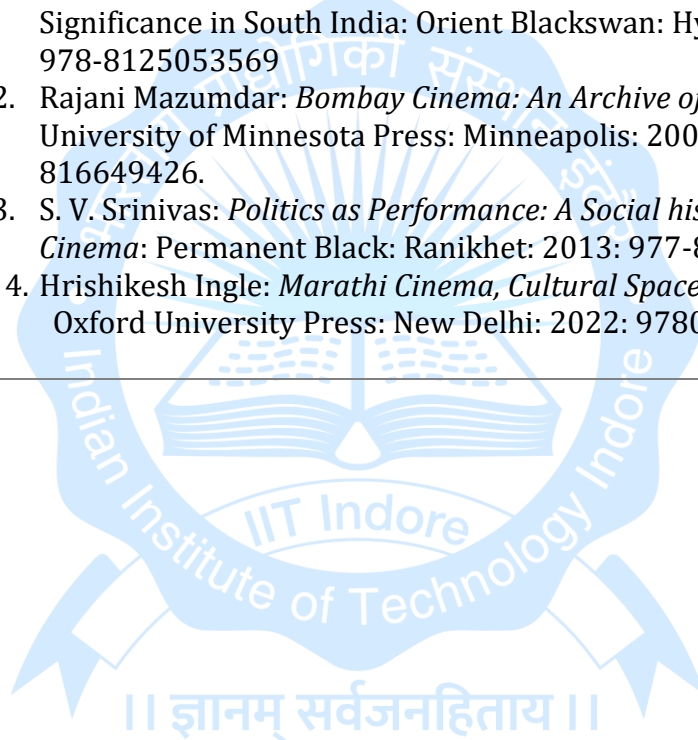 Significance in South India: Orient Blackswan: Hy
978-8125053569
2. Rajani Mazumdar: Bombay Cinema: An Archive of
University of Minnesota Press: Minneapolis: 200
816649426.
3. S. V. Srinivas: Politics as Performance: A Social his
Cinema: Permanent Black: Ranikhet: 2013: 977-8
4. Hrishikesh Ingle: Marathi Cinema, Cultural Space
Oxford University Press: New Delhi: 2022: 9780
भारतीय प्रौद्योगिकी संस्थान इंदौर
IIT Indore
Indian Institute of Technology Indore
।। ज्ञानम् सर्वजनहिताय ।।